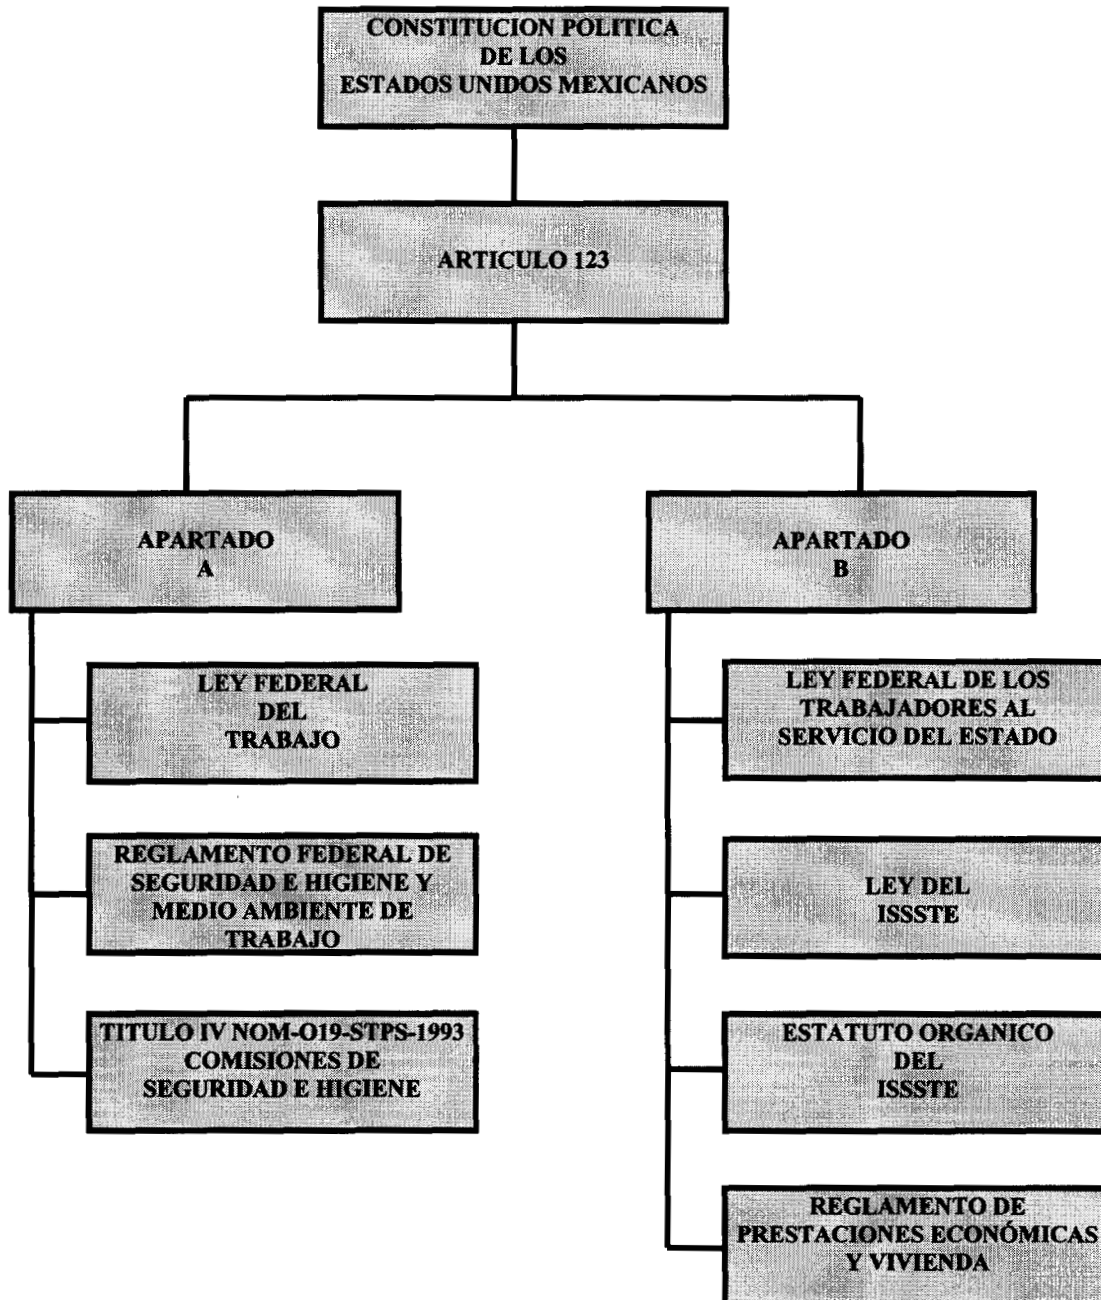 CONSTITUCION POLITICA
DE LOS
ESTADOS UNIDOS MEXICANOS
ARTICULO 123
APARTADO
A
LEY FEDERAL
DEL
TRABAJO
REGLAMENTO FEDERAL DE
SEGURIDAD E HIGIENE Y
MEDIO AMBIENTE DE
TRABAJO
TITULO IV NOM-O19-STPS-1993
COMISIONES DE
SEGURIDAD E HIGIENE
APARTADO
B
LEY FEDERAL DE LOS
TRABAJADORES AL
SERVICIO DEL ESTADO
LEY DEL
ISSSTE
ESTATUTO ORGANICO
DEL
ISSSTE
REGLAMENTO DE
PRESTACIONES ECONÓMICAS
Y VIVIENDA